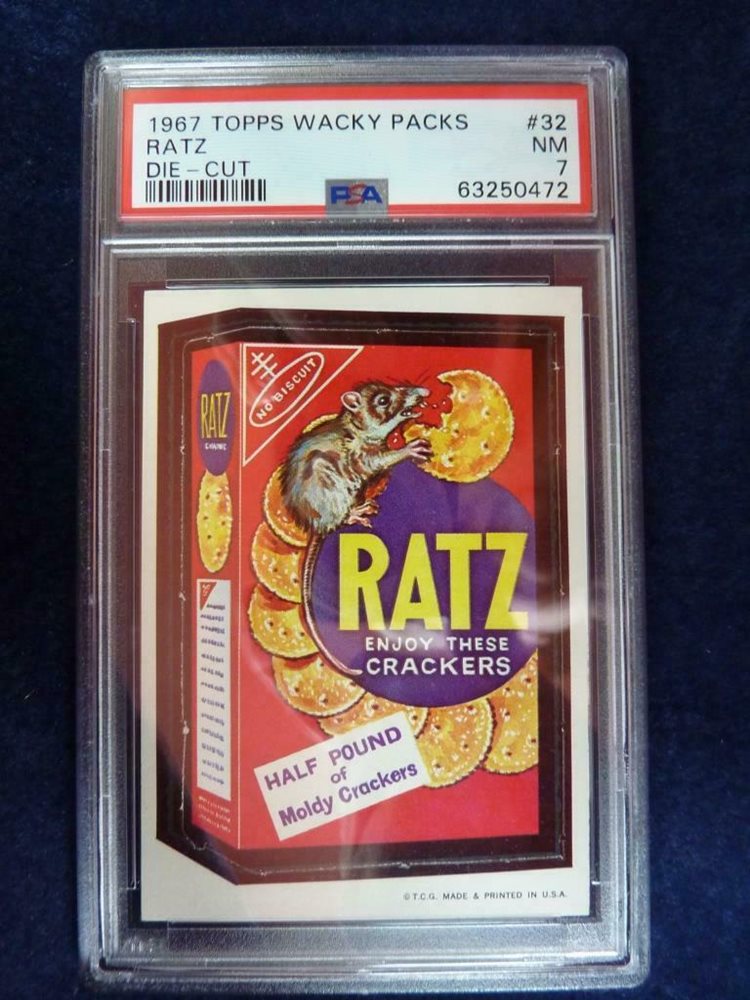 1967 TOPPS WACKY PACKS #32
RATZ NM
DIE-CUT 7
PSA 63250472
NO BISCUIT
RATZ
RATZ
ENJOY THESE
CRACKERS
HALF POUND
of
Moldy Crackers
© T.C.G. MADE & PRINTED IN U.S.A.